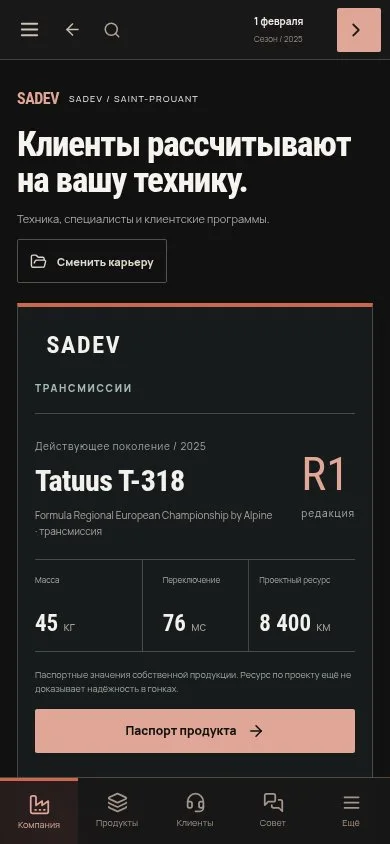 1 февраля
Сезон / 2025
SADEV SADEV / SAINT-PROUANT
Клиенты рассчитывают
на вашу технику.
Техника, специалисты и клиентские программы.
Сменить карьеру
SADEV
ТРАНСМИССИИ
Действующее поколение / 2025
Tatuus T-318
Formula Regional European Championship by Alpine
· трансмиссия
R1
редакция
Масса Переключение Проектный ресурс
45 кг 76 мс 8 400 км
Паспортные значения собственной продукции. Ресурс по проекту ещё не
доказывает надёжность в гонках.
Паспорт продукта
Компания Продукты Клиенты Совет Ещё